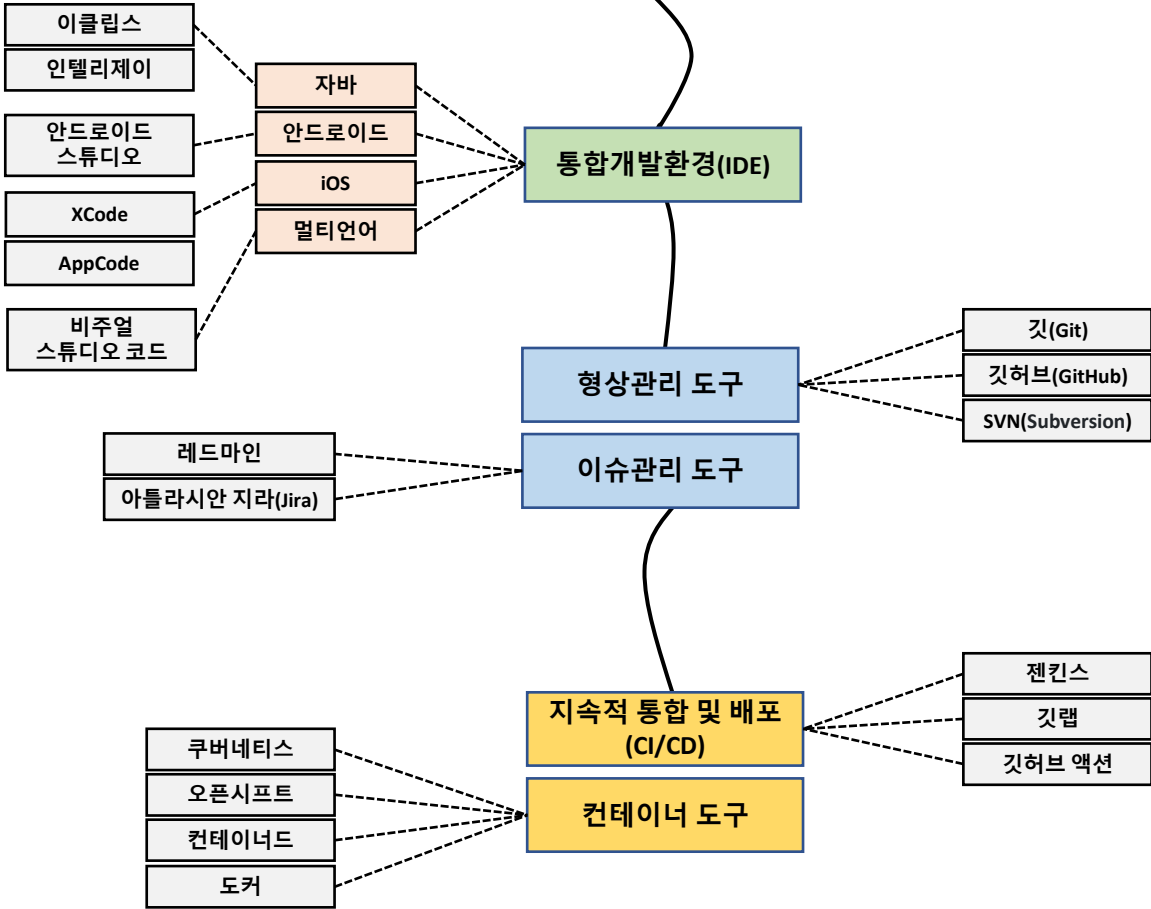 이클립스
인텔리제이
자바
안드로이드
스튜디오
안드로이드
통합개발환경(IDE)
iOS
XCode
멀티언어
AppCode
비주얼
스튜디오 코드
깃(Git)
형상관리 도구
깃허브(GitHub)
SVN(Subversion)
레드마인
이슈관리 도구
아틀라시안 지라(Jira)
젠킨스
지속적 통합 및 배포
(CI/CD)
깃랩
쿠버네티스
깃허브 액션
오픈시프트
컨테이너 도구
컨테이너드
도커